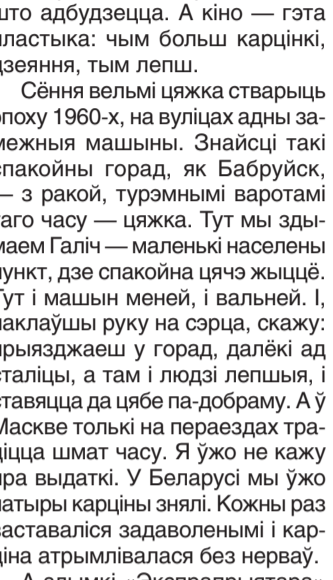 што адбудзецца. А кіно — гэта
пластыка: чым больш карцінкі,
дзеяння, тым лепш.
Сёння вельмі цяжка стварыць
эпоху 1960-х, на вуліцах адны за-
межныя машыны. Знайсці такі
спакойны горад, як Бабруйск,
— з ракой, турэмнымі варотамі
таго часу — цяжка. Тут мы зды-
маем Галіч — маленькі населены
пункт, дзе спакойна цячэ жыццё.
Тут і машын меней, і вальней. І,
паклаўшы руку на сэрца, скажу:
прыязджаеш у горад, далёкі ад
сталіцы, а там і людзі лепшыя, і
ставяцца да цябе па-добраму. А ў
Маскве толькі на пераездах тра-
ціцца шмат часу. Я ўжо не кажу
пра выдаткі. У Беларусі мы ўжо
чатыры карціны знялі. Кожны раз
заставаліся задаволенымі і кар-
ціна атрымлівалася без нерваў.